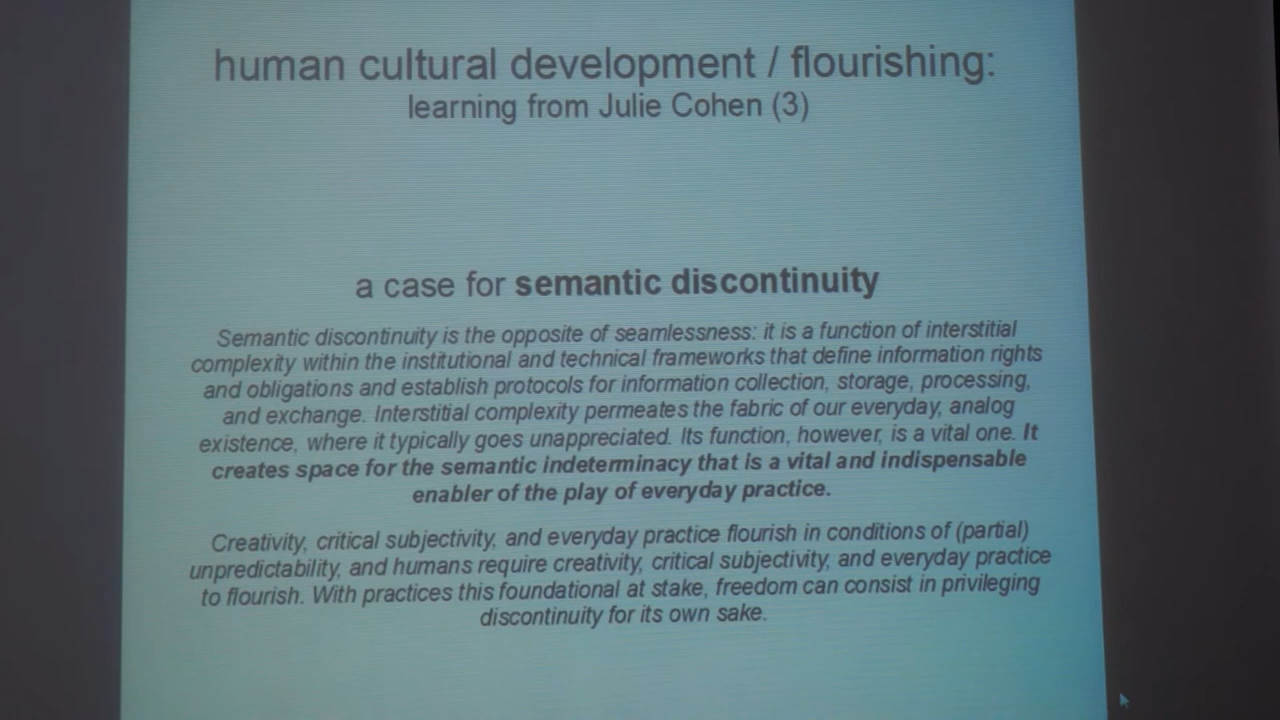 human cultural development / flourishing:
learning from Julie Cohen (3)
a case for semantic discontinuity
Semantic discontinuity is the opposite of seamlessness: it is a function of interstitial
complexity within the institutional and technical frameworks that define information rights
and obligations and establish protocols for information collection, storage, processing,
and exchange. Interstitial complexity permeates the fabric of our everyday, analog
existence, where it typically goes unappreciated. Its function, however, is a vital one. It
creates space for the semantic indeterminacy that is a vital and indispensable
enabler of the play of everyday practice.
Creativity, critical subjectivity, and everyday practice flourish in conditions of (partial)
unpredictability, and humans require creativity, critical subjectivity, and everyday practice
to flourish. With practices this foundational at stake, freedom can consist in privileging
discontinuity for its own sake.